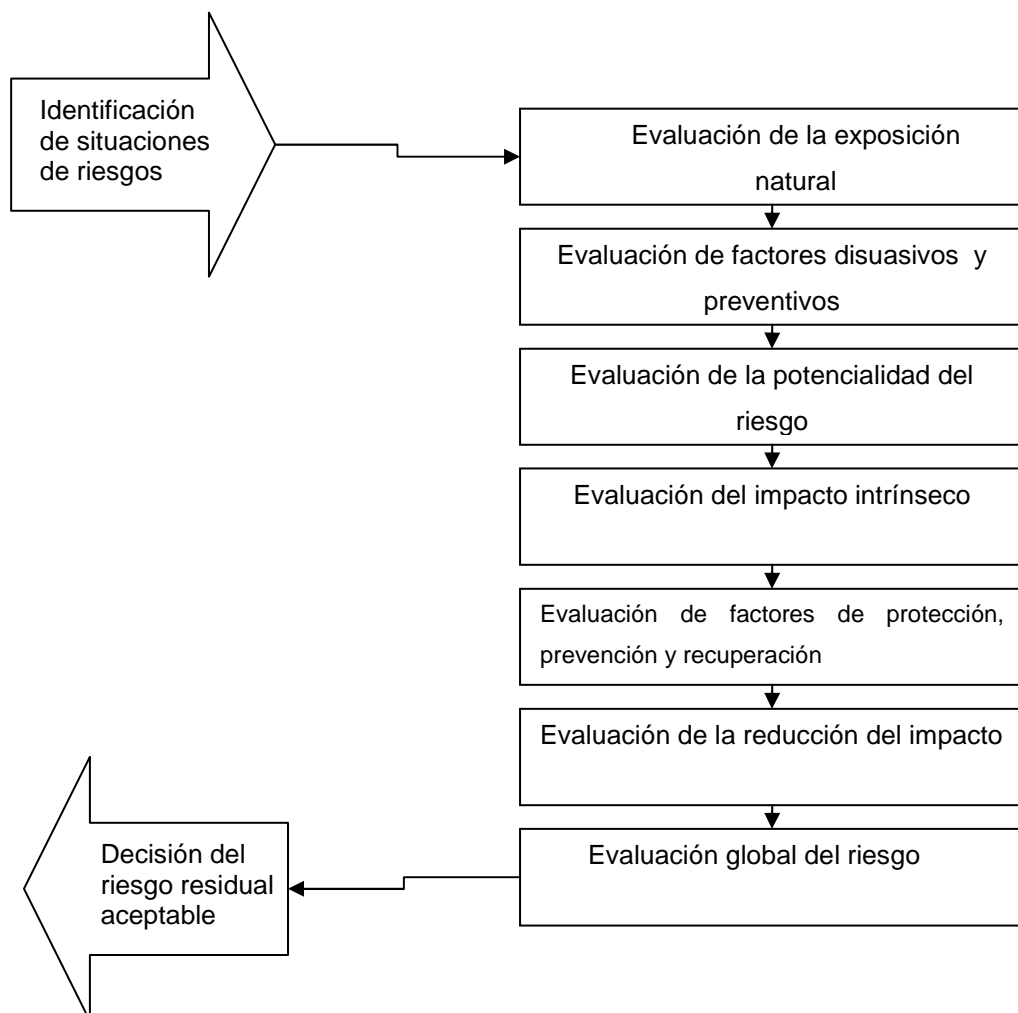 Identificación
de situaciones
de riesgos
Evaluación de la exposición
natural
Evaluación de factores disuasivos y
preventivos
Evaluación de la potencialidad del
riesgo
Evaluación del impacto intrínseco
Evaluación de factores de protección,
prevención y recuperación
Evaluación de la reducción del impacto
Evaluación global del riesgo
Decisión del
riesgo residual
aceptable